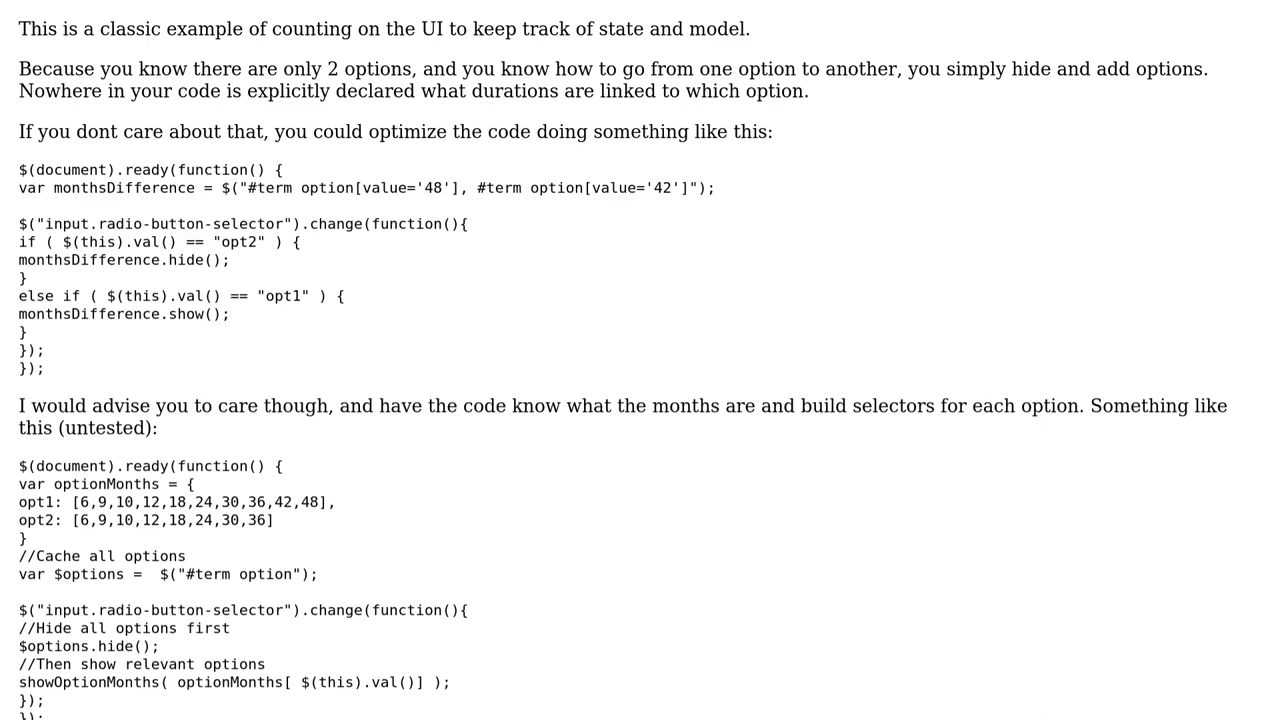 This is a classic example of counting on the UI to keep track of state and model.
Because you know there are only 2 options, and you know how to go from one option to another, you simply hide and add options.
Nowhere in your code is explicitly declared what durations are linked to which option.
If you dont care about that, you could optimize the code doing something like this:
$(document).ready(function() {
var monthsDifference = $("#term option[value='48'], #term option[value='42']");
$("input.radio-button-selector").change(function(){
if ( $(this).val() == "opt2" ) {
monthsDifference.hide();
}
else if ( $(this).val() == "opt1" ) {
monthsDifference.show();
}
});
});
I would advise you to care though, and have the code know what the months are and build selectors for each option. Something like
this (untested):
$(document).ready(function() {
var optionMonths = {
opt1: [6,9,10,12,18,24,30,36,42,48],
opt2: [6,9,10,12,18,24,30,36]
}
//Cache all options
var $options =  $("#term option");
$("input.radio-button-selector").change(function(){
//Hide all options first
$options.hide();
//Then show relevant options
showOptionMonths( optionMonths[ $(this).val()] );
});
});